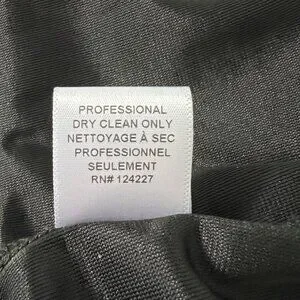 PROFESSIONAL
DRY CLEAN ONLY
NETTOYAGE À SEC
PROFESSIONNEL
SEULEMENT
RN# 124227